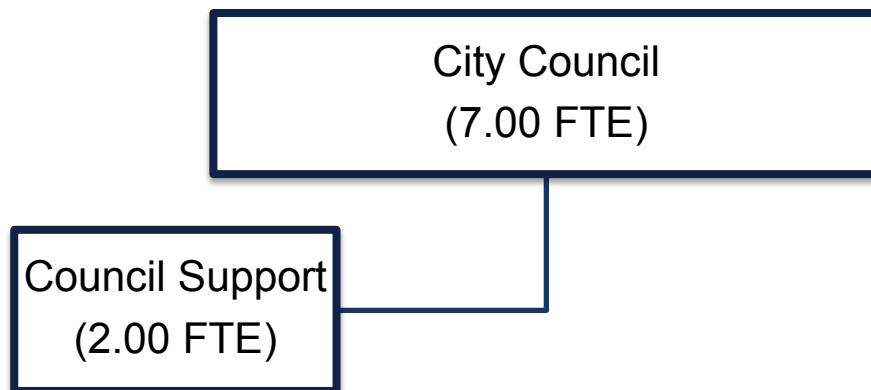 City Council
(7.00 FTE)
Council Support
(2.00 FTE)